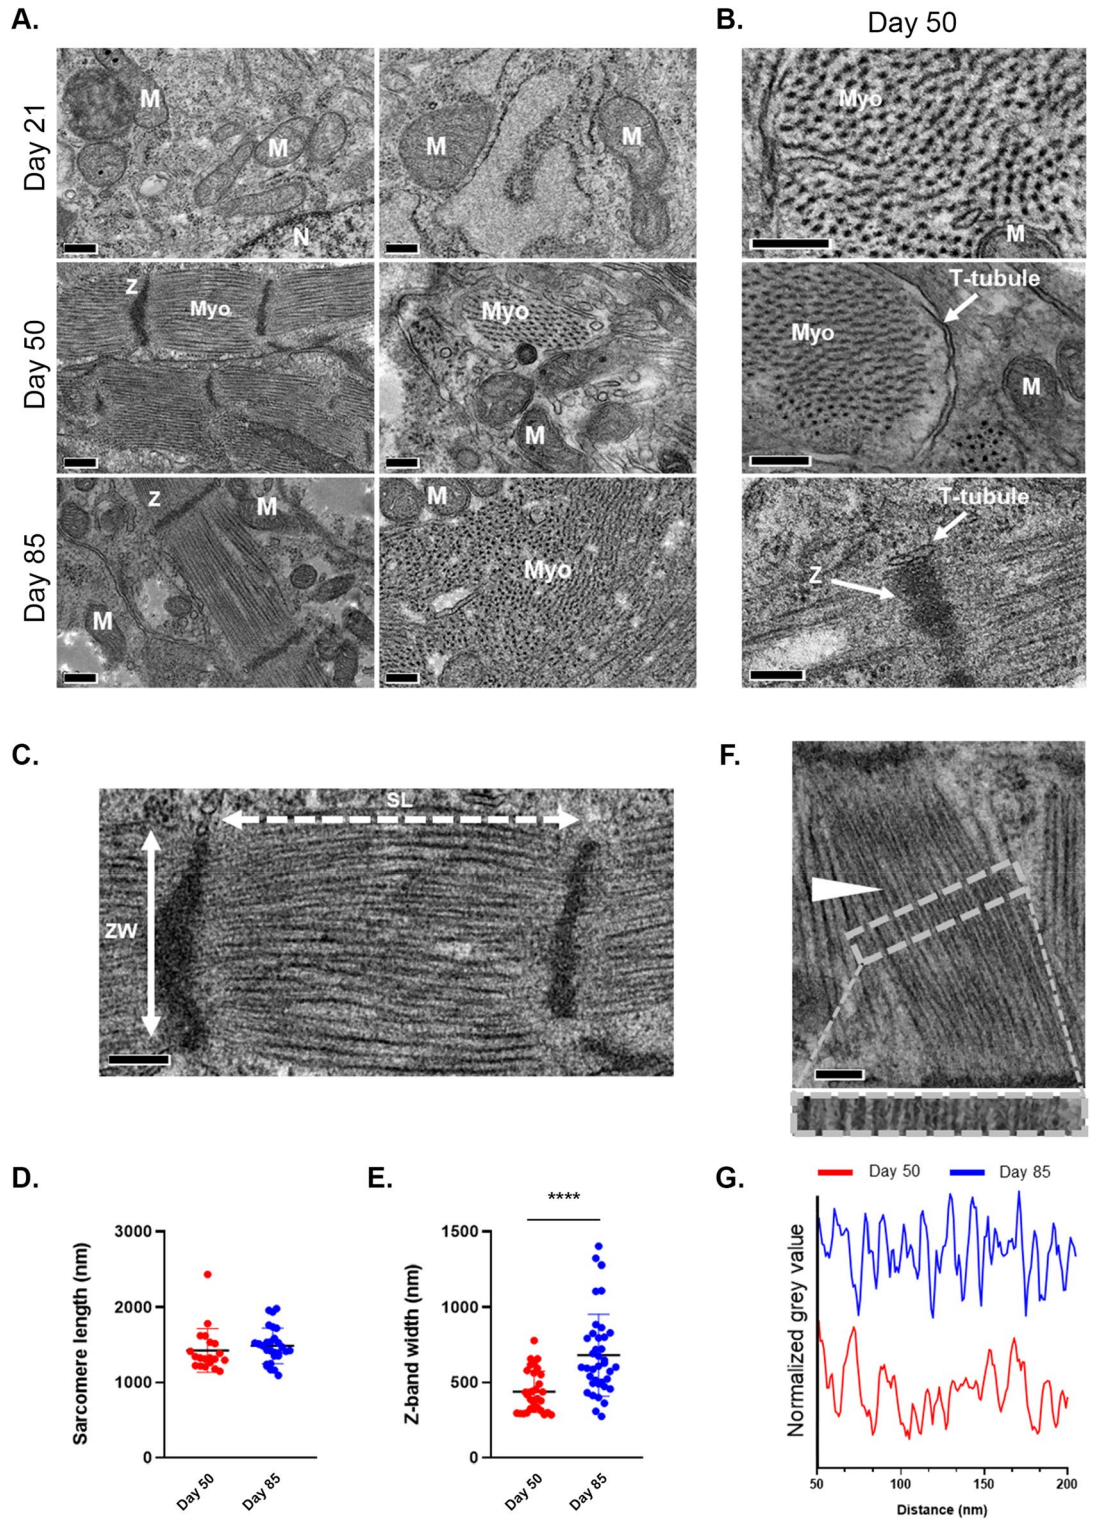 A.
B.
Day 50
Day 21
M
M
N
M
M
Myo
M
Day 50
Z
Myo
Myo
M
T-tubule
Myo
M
Day 85
Z
M
M
M
Myo
T-tubule
Z
C.
SL
ZW
F.
D.
Sarcomere length (nm)
3000
2000
1000
0
Day 50
Day 85
E.
****
Z-band width (nm)
1500
1000
500
0
Day 50
Day 85
G.
Day 50
Day 85
Normalized grey value
50
100
150
200
Distance (nm)